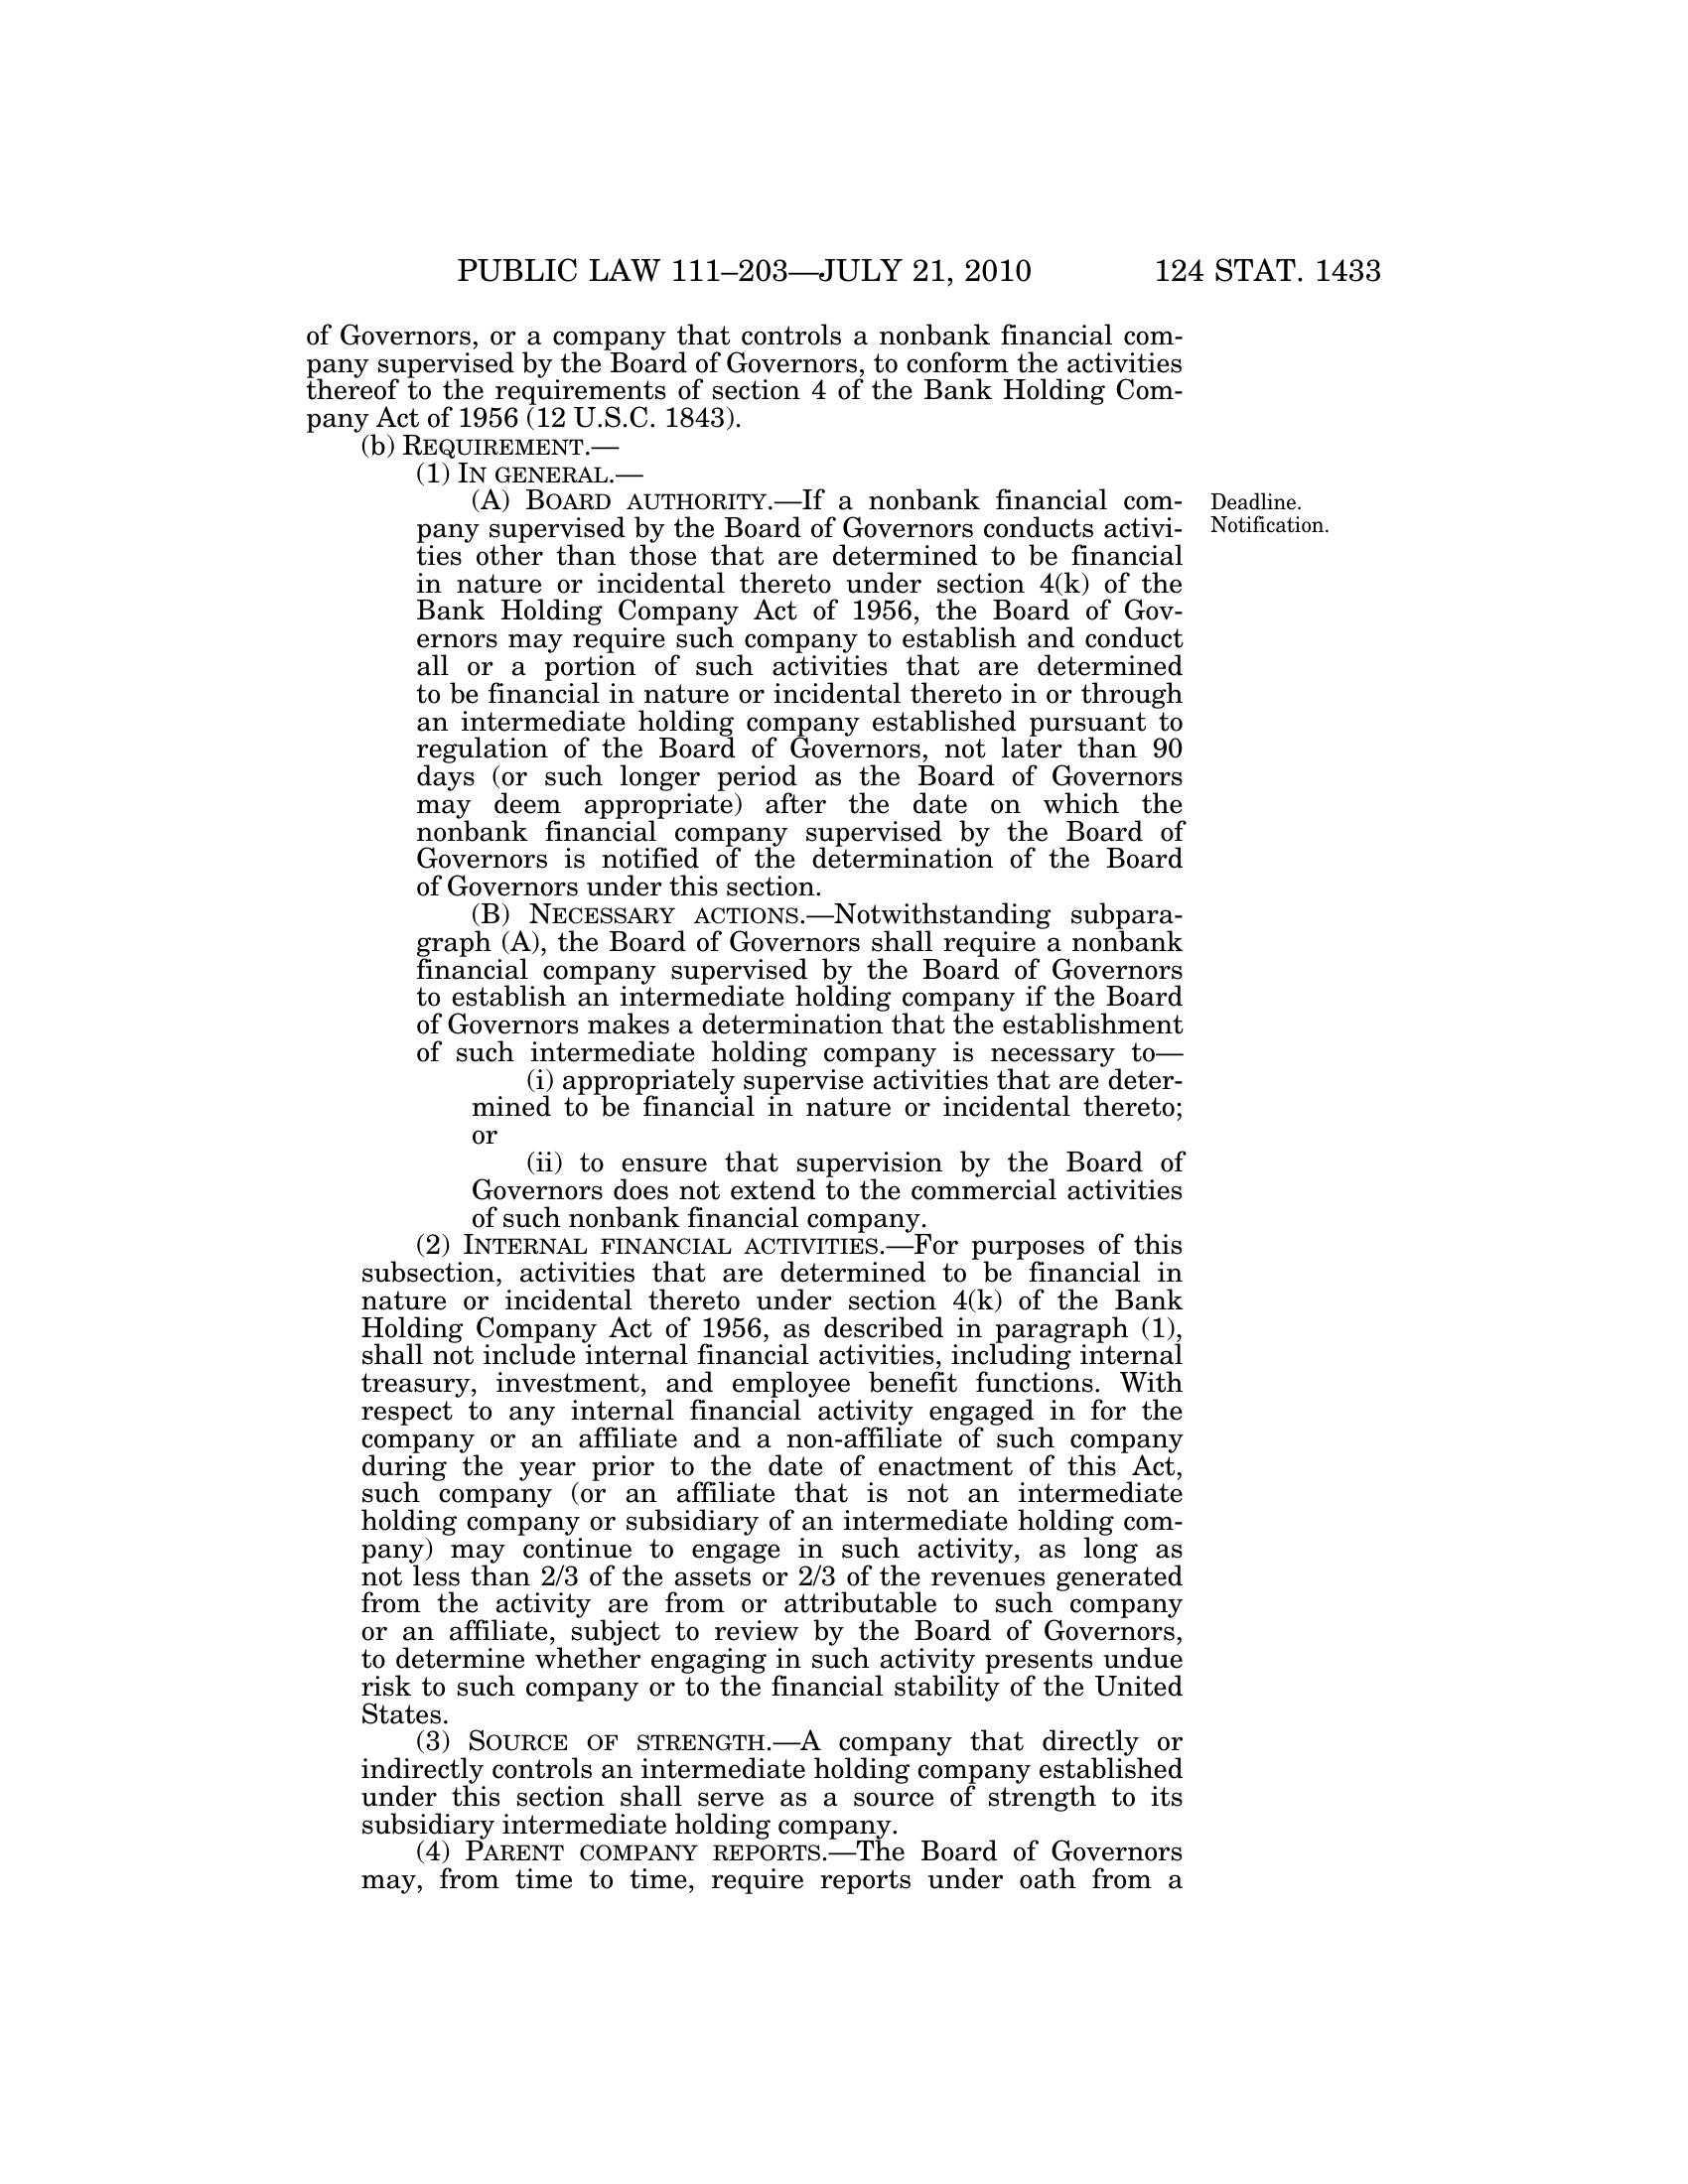 PUBLIC LAW 111–203—JULY 21, 2010 124 STAT. 1433
of Governors, or a company that controls a nonbank financial com-
pany supervised by the Board of Governors, to conform the activities
thereof to the requirements of section 4 of the Bank Holding Com-
pany Act of 1956 (12 U.S.C. 1843).
(b) REQUIREMENT.—
(1) IN GENERAL.—
(A) BOARD AUTHORITY.—If a nonbank financial com-
pany supervised by the Board of Governors conducts activi-
ties other than those that are determined to be financial
in nature or incidental thereto under section 4(k) of the
Bank Holding Company Act of 1956, the Board of Gov-
ernors may require such company to establish and conduct
all or a portion of such activities that are determined
to be financial in nature or incidental thereto in or through
an intermediate holding company established pursuant to
regulation of the Board of Governors, not later than 90
days (or such longer period as the Board of Governors
may deem appropriate) after the date on which the
nonbank financial company supervised by the Board of
Governors is notified of the determination of the Board
of Governors under this section.
Deadline.
Notification.
(B) NECESSARY ACTIONS.—Notwithstanding subpara-
graph (A), the Board of Governors shall require a nonbank
financial company supervised by the Board of Governors
to establish an intermediate holding company if the Board
of Governors makes a determination that the establishment
of such intermediate holding company is necessary to—
(i) appropriately supervise activities that are deter-
mined to be financial in nature or incidental thereto;
or
(ii) to ensure that supervision by the Board of
Governors does not extend to the commercial activities
of such nonbank financial company.
(2) INTERNAL FINANCIAL ACTIVITIES.—For purposes of this
subsection, activities that are determined to be financial in
nature or incidental thereto under section 4(k) of the Bank
Holding Company Act of 1956, as described in paragraph (1),
shall not include internal financial activities, including internal
treasury, investment, and employee benefit functions. With
respect to any internal financial activity engaged in for the
company or an affiliate and a non-affiliate of such company
during the year prior to the date of enactment of this Act,
such company (or an affiliate that is not an intermediate
holding company or subsidiary of an intermediate holding com-
pany) may continue to engage in such activity, as long as
not less than 2/3 of the assets or 2/3 of the revenues generated
from the activity are from or attributable to such company
or an affiliate, subject to review by the Board of Governors,
to determine whether engaging in such activity presents undue
risk to such company or to the financial stability of the United
States.
(3) SOURCE OF STRENGTH.—A company that directly or
indirectly controls an intermediate holding company established
under this section shall serve as a source of strength to its
subsidiary intermediate holding company.
(4) PARENT COMPANY REPORTS.—The Board of Governors
may, from time to time, require reports under oath from a